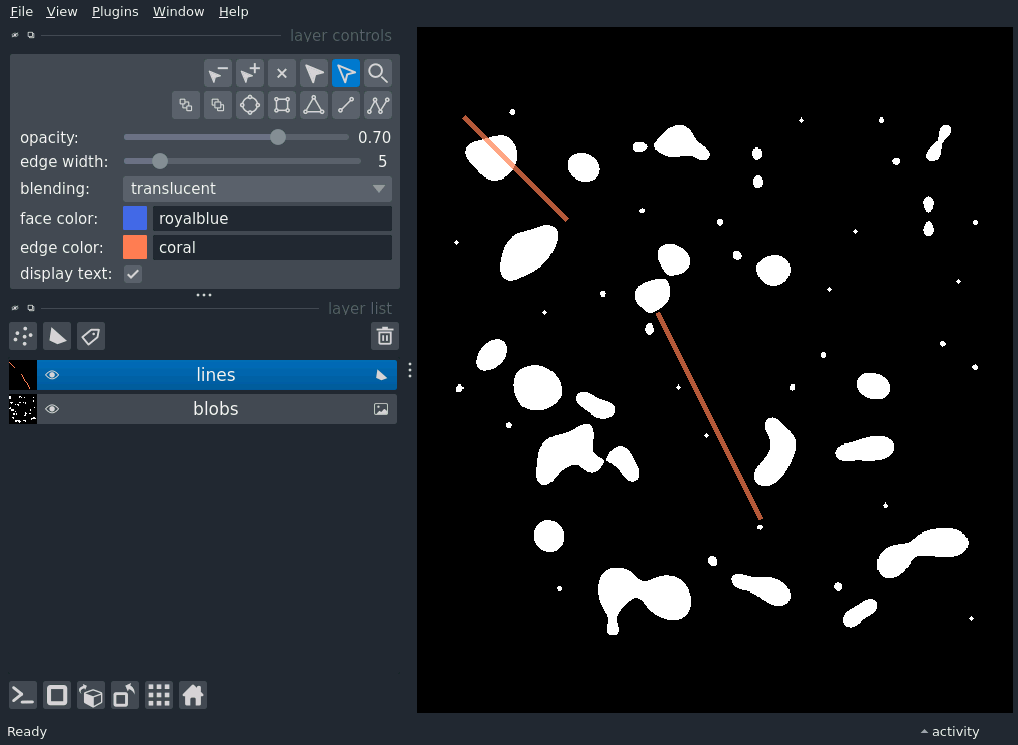 File View Plugins Window Help
layer controls
opacity: 0.70
edge width: 5
blending: translucent
face color: royalblue
edge color: coral
display text:
layer list
lines
blobs
Ready activity